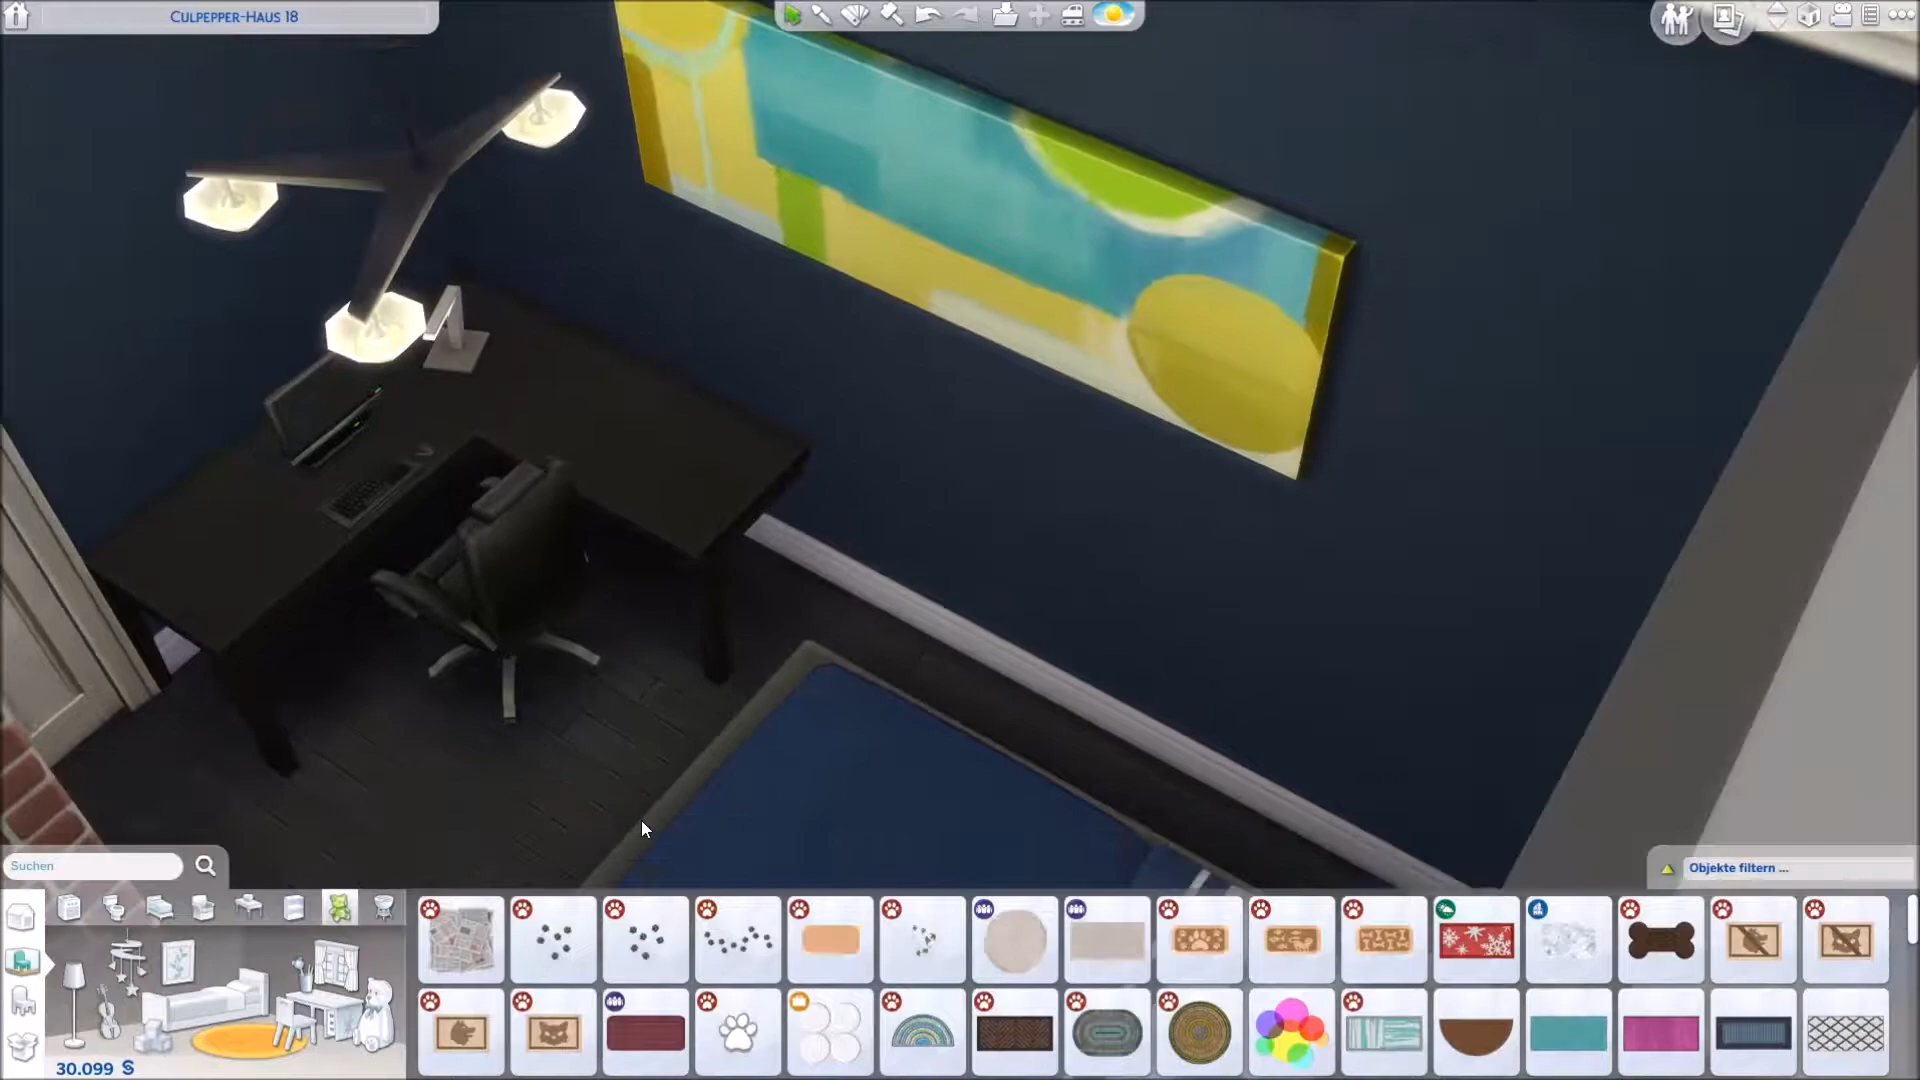 Culpepper-Haus 18
Suchen
Objekte filtern ...
30.099 S